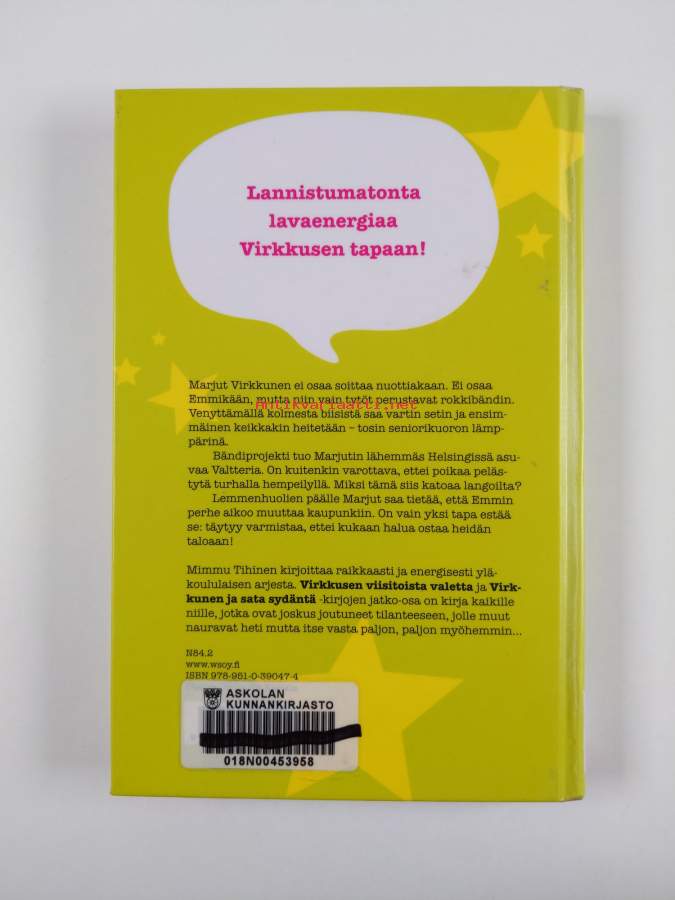 Lannistumatonta
lavaenergiaa
Virkkusen tapaan!
Marjut Virkkunen ei osaa soittaa nuottiakaan. Ei osaa
Emmikään, mutta niin vain tytöt perustavat rokkibändin.
Antikvariaatti.net
Venyttämällä kolmesta biisistä saa vartin setin ja ensim-
mäinen keikkakin heitetään – tosin seniorikuoron lämp-
pärinä.
Bändiprojekti tuo Marjutin lähemmäs Helsingissä asu-
vaa Valtteria. On kuitenkin varottava, ettei poikaa peläs-
tytä turhalla hempeilyllä. Miksi tämä siis katoaa langoilta?
Lemmenhuolien päälle Marjut saa tietää, että Emmin
perhe aikoo muuttaa kaupunkiin. On vain yksi tapa estää
se: täytyy varmistaa, ettei kukaan halua ostaa heidän
taloaan!
Mimmu Tihinen kirjoittaa raikkaasti ja energisesti ylä-
koululaisen arjesta. Virkkusen viisitoista valetta ja Virk-
kunen ja sata sydäntä -kirjojen jatko-osa on kirja kaikille
niille, jotka ovat joskus joutuneet tilanteeseen, jolle muut
nauravat heti mutta itse vasta paljon, paljon myöhemmin...
N84.2
www.wsoy.fi
ISBN 978-951-0-39047-4
ASKOLAN
KUNNANKIRJASTO
018N00453958